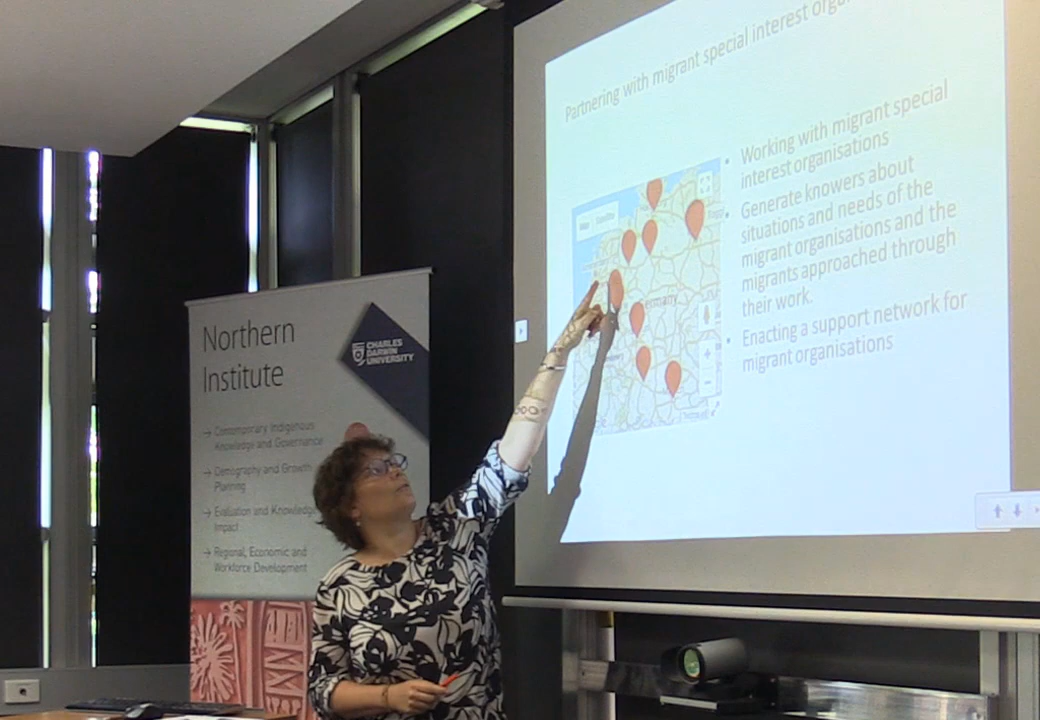 Northern
Institute
CHARLES
DARWIN
UNIVERSITY
→ Contemporary Indigenous
Knowledge and Governance
→ Demography and Growth
Planning
→ Evaluation and Knowledge
Impact
→ Regional, Economic and
Workforce Development
Partnering with migrant special interest
• Working with migrant special
interest organisations
• Generate knowers about
situations and needs of the
migrant organisations and the
migrants approached through
their work.
• Enacting a support network for
migrant organisations
Map Satellite
ermany